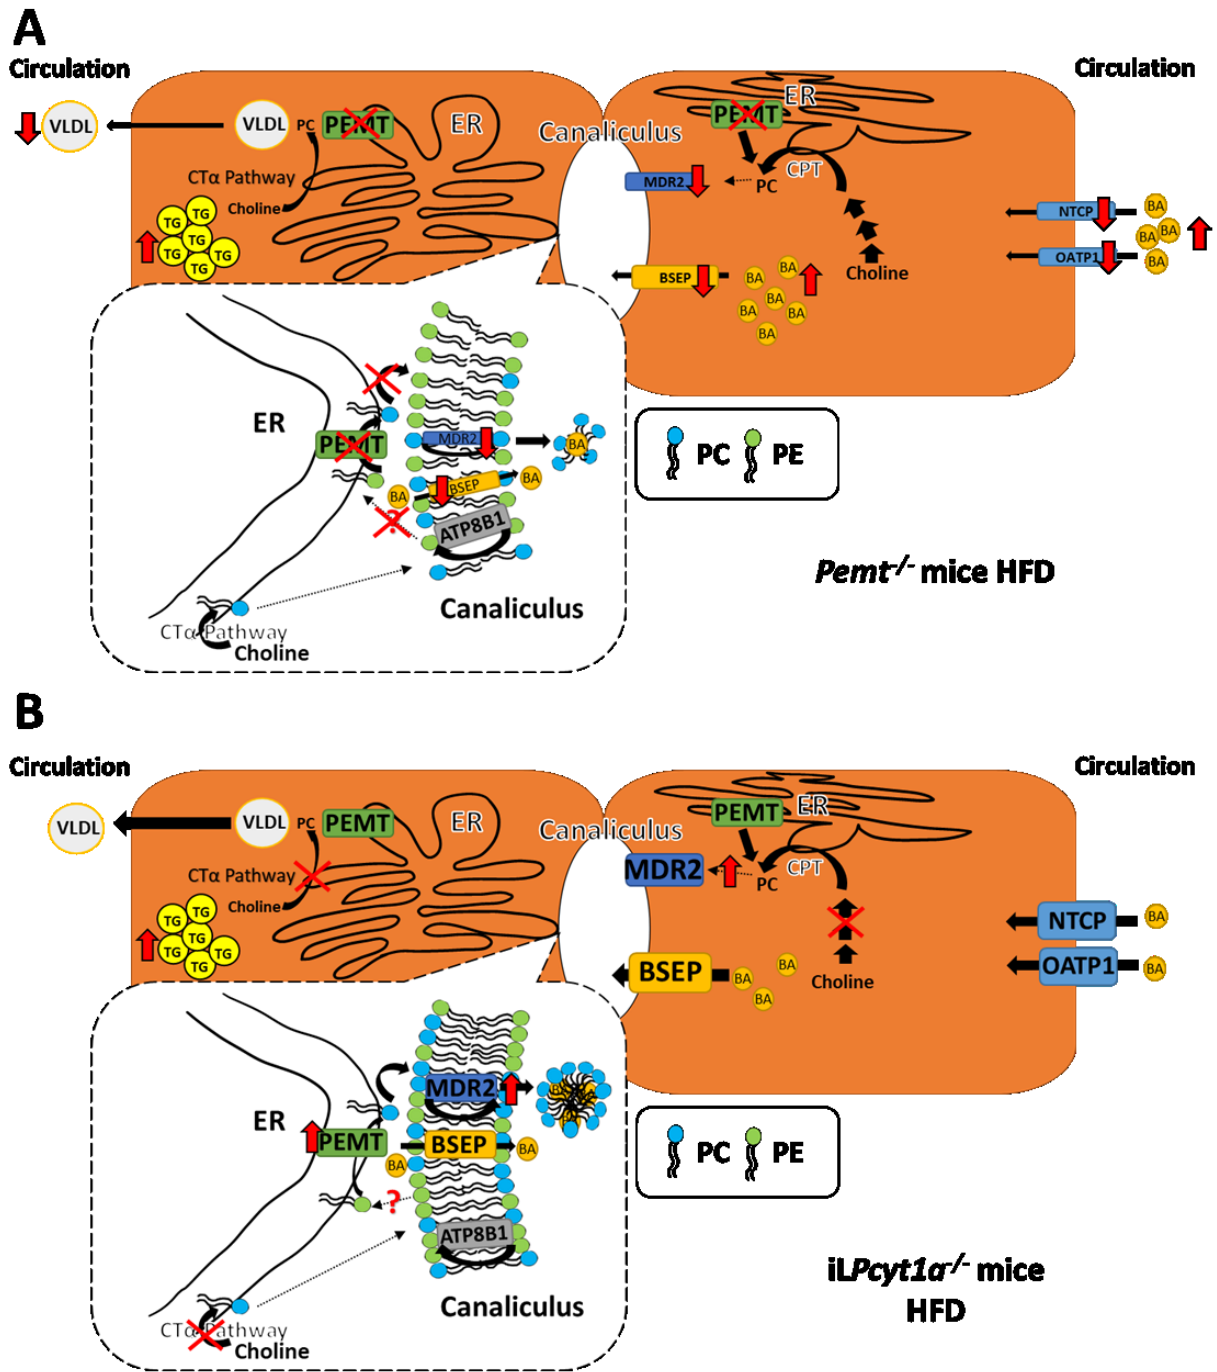 A
Circulation
Circulation
VLDL
VLDL
PC
PEMT
ER
Canaliculus
PEMT
ER
CTα Pathway
Choline
TG
TG
TG
TG
TG
TG
MDR2
PC
CPT
Choline
BSEP
BA
BA
BA
BA
BA
BA
NTCP
OATP1
BA
BA
BA
BA
ER
PEMT
MDR2
BA
BA
BSEP
BA
?
ATP8B1
CTα Pathway
Choline
Canaliculus
PC
PE
Pemt-/- mice HFD
B
Circulation
Circulation
VLDL
VLDL
PC
PEMT
ER
Canaliculus
PEMT
ER
CTα Pathway
Choline
TG
TG
TG
TG
TG
TG
MDR2
PC
CPT
Choline
BSEP
BA
BA
BA
NTCP
BA
OATP1
BA
ER
PEMT
MDR2
BSEP
BA
BA
?
ATP8B1
CTα Pathway
Choline
Canaliculus
PC
PE
iLPcyt1a-/- mice
HFD